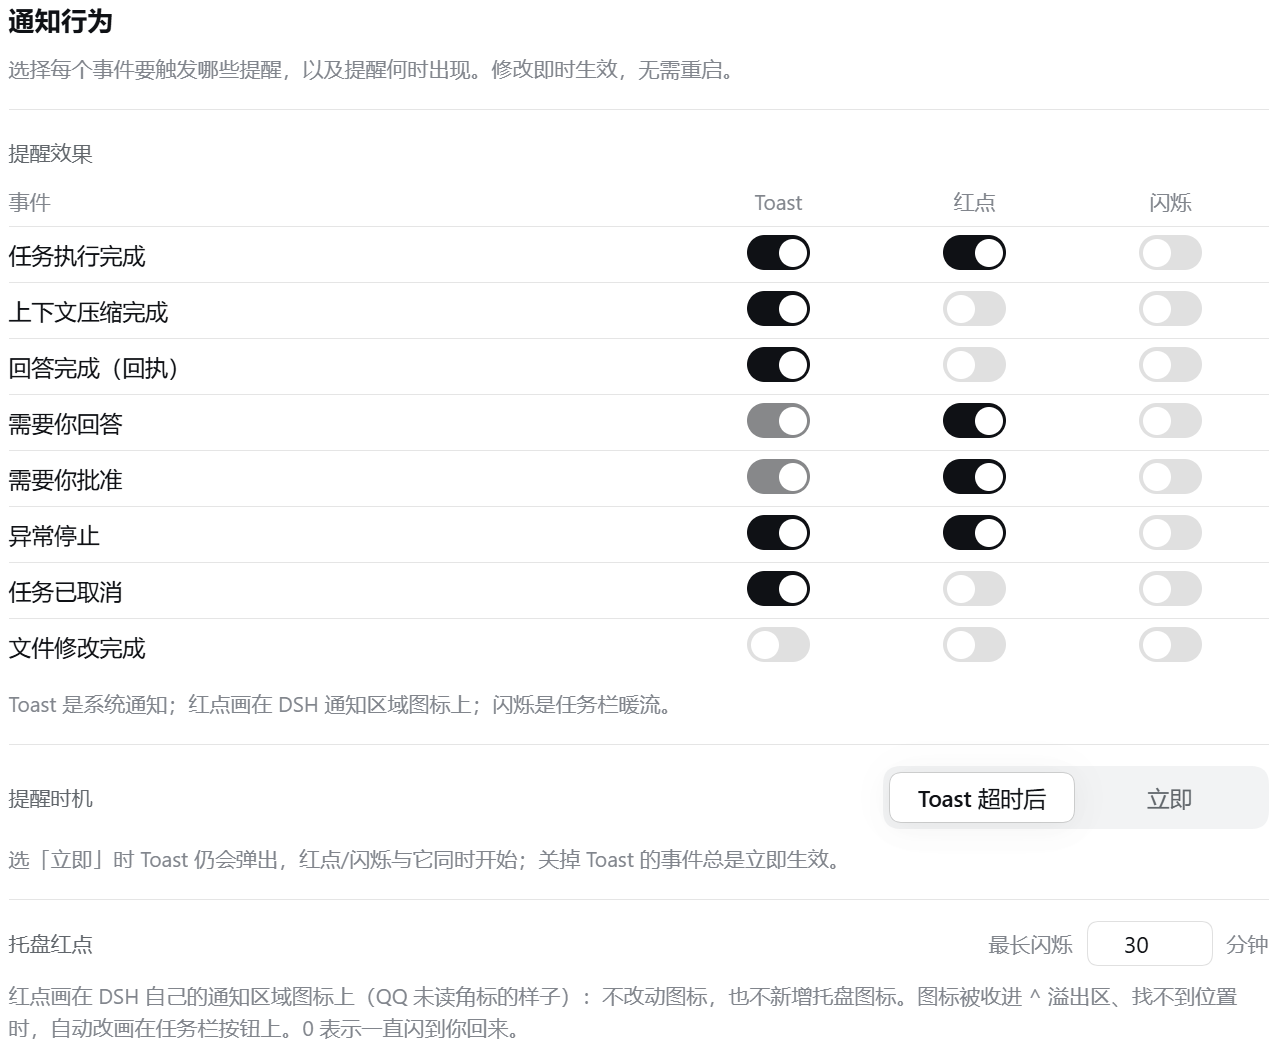 通知行为
选择每个事件要触发哪些提醒，以及提醒何时出现。修改即时生效，无需重启。
提醒效果
事件 Toast 红点 闪烁
任务执行完成
上下文压缩完成
回答完成（回执）
需要你回答
需要你批准
异常停止
任务已取消
文件修改完成
Toast 是系统通知；红点画在 DSH 通知区域图标上；闪烁是任务栏暖流。
提醒时机 Toast 超时后 立即
选「立即」时 Toast 仍会弹出，红点/闪烁与它同时开始；关掉 Toast 的事件总是立即生效。
托盘红点 最长闪烁 30 分钟
红点画在 DSH 自己的通知区域图标上（QQ 未读角标的样子）：不改动图标，也不新增托盘图标。图标被收进 ^ 溢出区、找不到位置
时，自动改画在任务栏按钮上。0 表示一直闪到你回来。